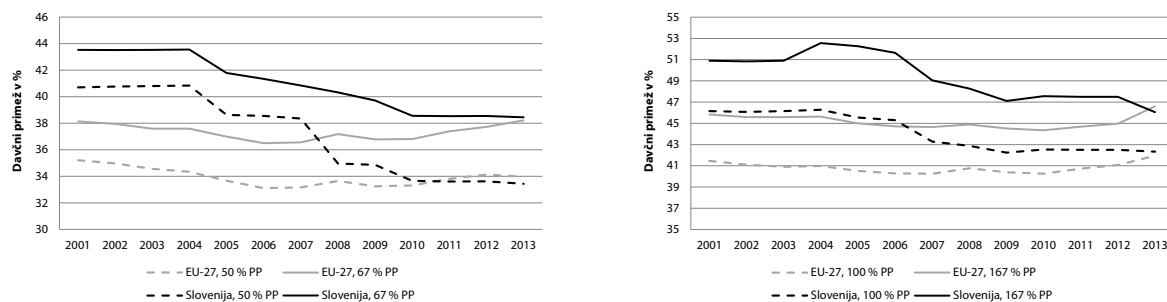 Davčni primež v %
46
44
42
40
38
36
34
32
30
2001 2002 2003 2004 2005 2006 2007 2008 2009 2010 2011 2012 2013
EU-27, 50 % PP EU-27, 67 % PP
Slovenija, 50 % PP Slovenija, 67 % PP
Davčni primež v %
55
53
51
49
47
45
43
41
39
37
35
2001 2002 2003 2004 2005 2006 2007 2008 2009 2010 2011 2012 2013
EU-27, 100 % PP EU-27, 167 % PP
Slovenija, 100 % PP Slovenija, 167 % PP